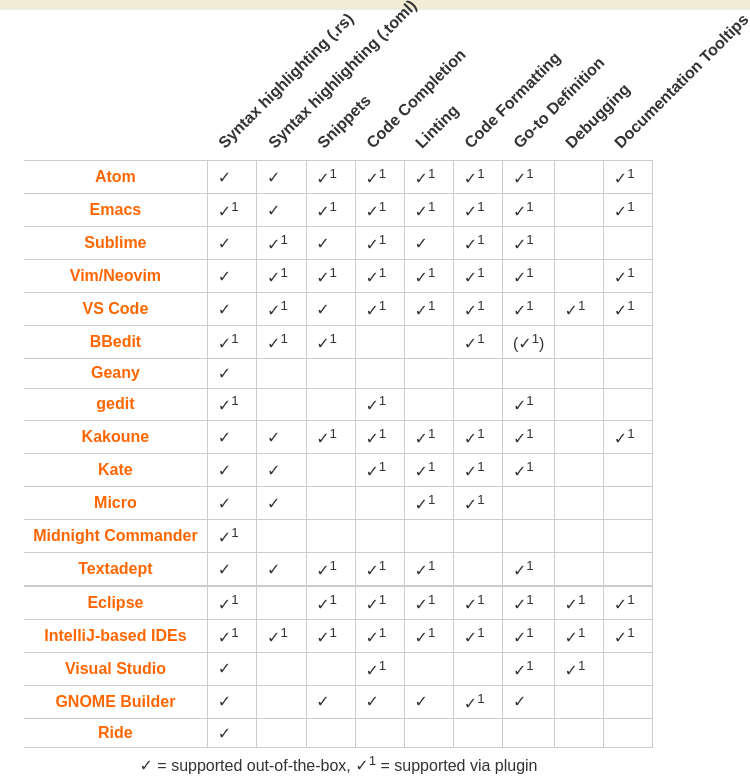 Syntax highlighting (.rs)
Syntax highlighting (.toml)
Snippets
Code Completion
Linting
Code Formatting
Go-to Definition
Debugging
Documentation Tooltips
Atom ✓ ✓ ✓1 ✓1 ✓1 ✓1 ✓1 ✓1
Emacs ✓1 ✓ ✓1 ✓1 ✓1 ✓1 ✓1 ✓1
Sublime ✓ ✓1 ✓ ✓1 ✓ ✓1 ✓1
Vim/Neovim ✓ ✓1 ✓1 ✓1 ✓1 ✓1 ✓1 ✓1
VS Code ✓ ✓1 ✓ ✓1 ✓1 ✓1 ✓1 ✓1 ✓1
BBedit ✓1 ✓1 ✓1 ✓1 (✓1)
Geany ✓
gedit ✓1 ✓1 ✓1
Kakoune ✓ ✓ ✓1 ✓1 ✓1 ✓1 ✓1 ✓1
Kate ✓ ✓ ✓1 ✓1 ✓1 ✓1
Micro ✓ ✓ ✓1 ✓1
Midnight Commander ✓1
Textadept ✓ ✓ ✓1 ✓1 ✓1 ✓1
Eclipse ✓1 ✓1 ✓1 ✓1 ✓1 ✓1 ✓1 ✓1
IntelliJ-based IDEs ✓1 ✓1 ✓1 ✓1 ✓1 ✓1 ✓1 ✓1 ✓1
Visual Studio ✓ ✓1 ✓1 ✓1
GNOME Builder ✓ ✓ ✓ ✓ ✓1 ✓
Ride ✓
✓ = supported out-of-the-box, ✓1 = supported via plugin